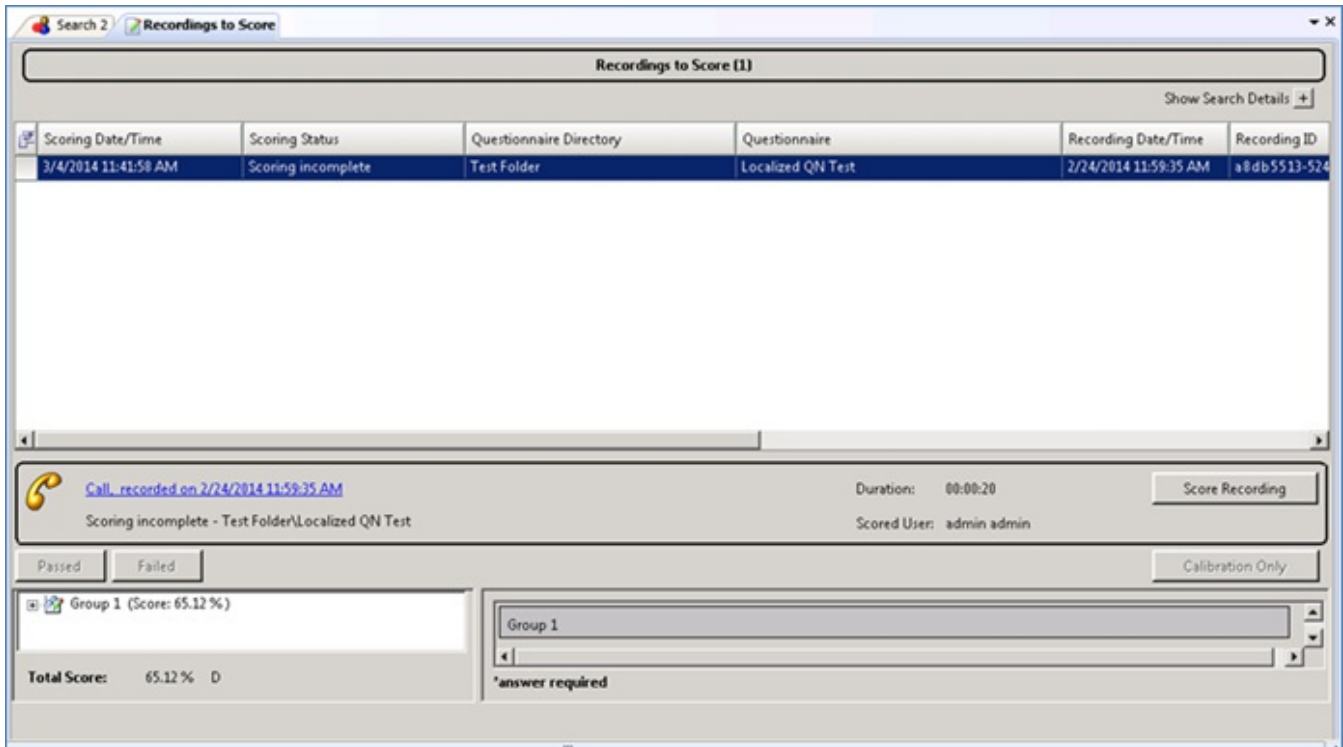 Search 2 Recordings to Score
Recordings to Score (1)
Show Search Details +
Scoring Date/Time Scoring Status Questionnaire Directory Questionnaire Recording Date/Time Recording ID
3/4/2014 11:41:58 AM Scoring incomplete Test Folder Localized QN Test 2/24/2014 11:59:35 AM a8db5513-524
Call, recorded on 2/24/2014 11:59:35 AM Duration: 00:00:20 Score Recording
Scoring incomplete - Test Folder\Localized QN Test Scored User: admin admin
Passed Failed Calibration Only
Group 1 (Score: 65.12 %)
Group 1
Total Score: 65.12 % D
*answer required